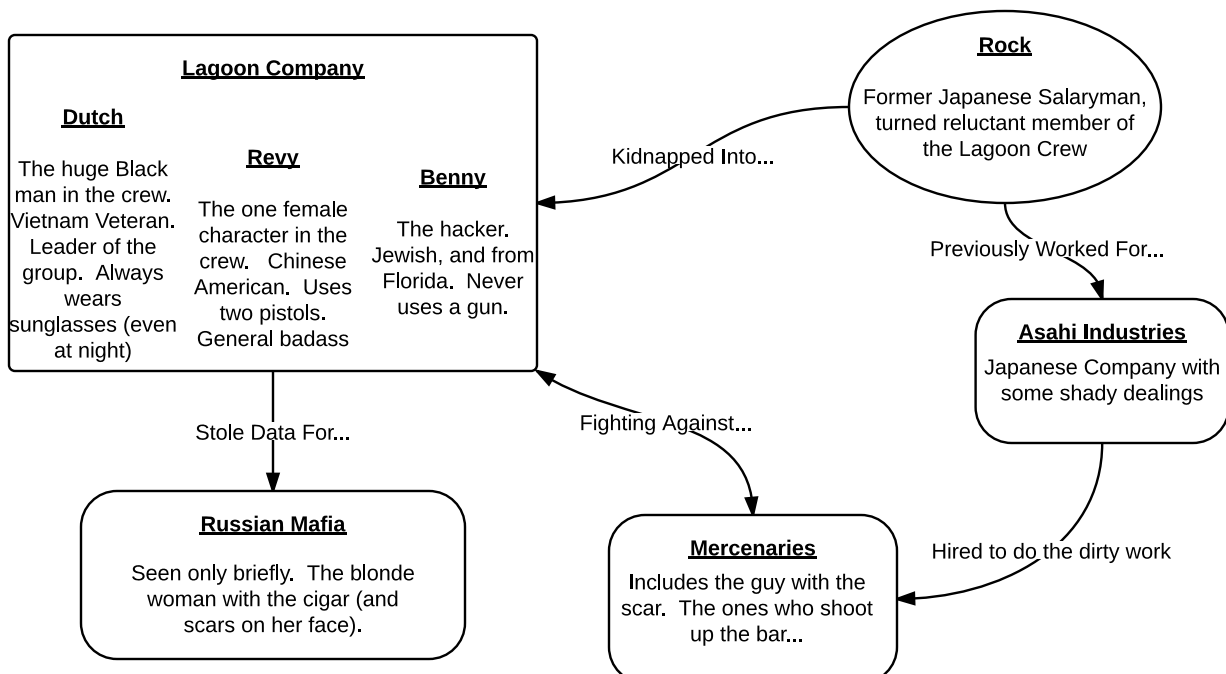 Lagoon Company
Dutch
The huge Black
man in the crew.
Vietnam Veteran.
Leader of the
group.  Always
wears
sunglasses (even
at night)
Revy
The one female
character in the
crew.  Chinese
American.  Uses
two pistols.
General badass
Benny
The hacker.
Jewish, and from
Florida.  Never
uses a gun.
Kidnapped Into...
Rock
Former Japanese Salaryman,
turned reluctant member of
the Lagoon Crew
Previously Worked For...
Asahi Industries
Japanese Company with
some shady dealings
Stole Data For...
Fighting Against...
Russian Mafia
Seen only briefly.  The blonde
woman with the cigar (and
scars on her face).
Mercenaries
Includes the guy with the
scar.  The ones who shoot
up the bar...
Hired to do the dirty work